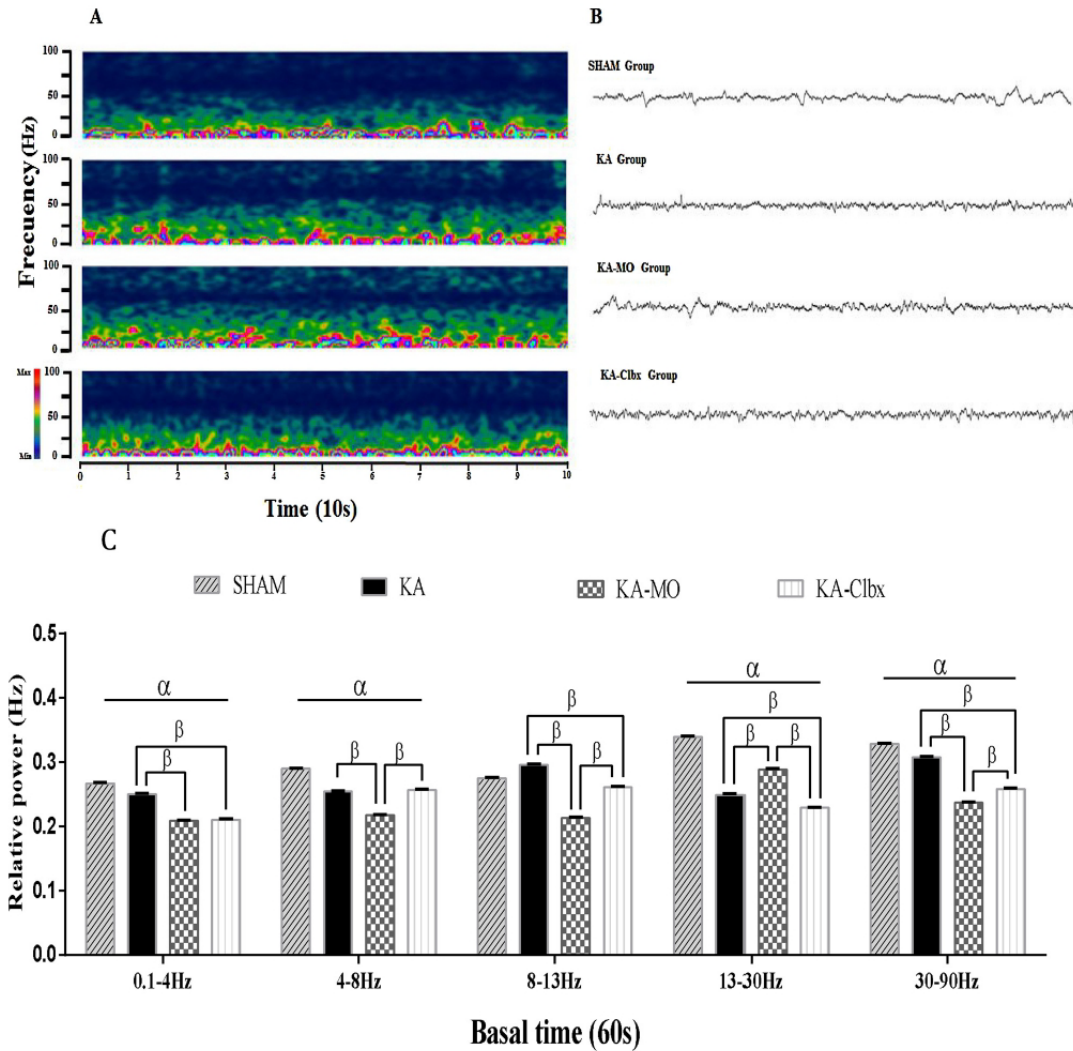 A
B
Frecuency (Hz)
100
50
0
100
50
0
100
50
0
100
50
0
Max
Min
0 1 2 3 4 5 6 7 8 9 10
Time (10s)
SHAM Group
KA Group
KA-MO Group
KA-Clbx Group
C
SHAM KA KA-MO KA-Clbx
Relative power (Hz)
0.5
0.4
0.3
0.2
0.1
0.0
α
β
β
α
β β
β
β β
α
β
β β
α
β
β
β
0.1-4Hz 4-8Hz 8-13Hz 13-30Hz 30-90Hz
Basal time (60s)